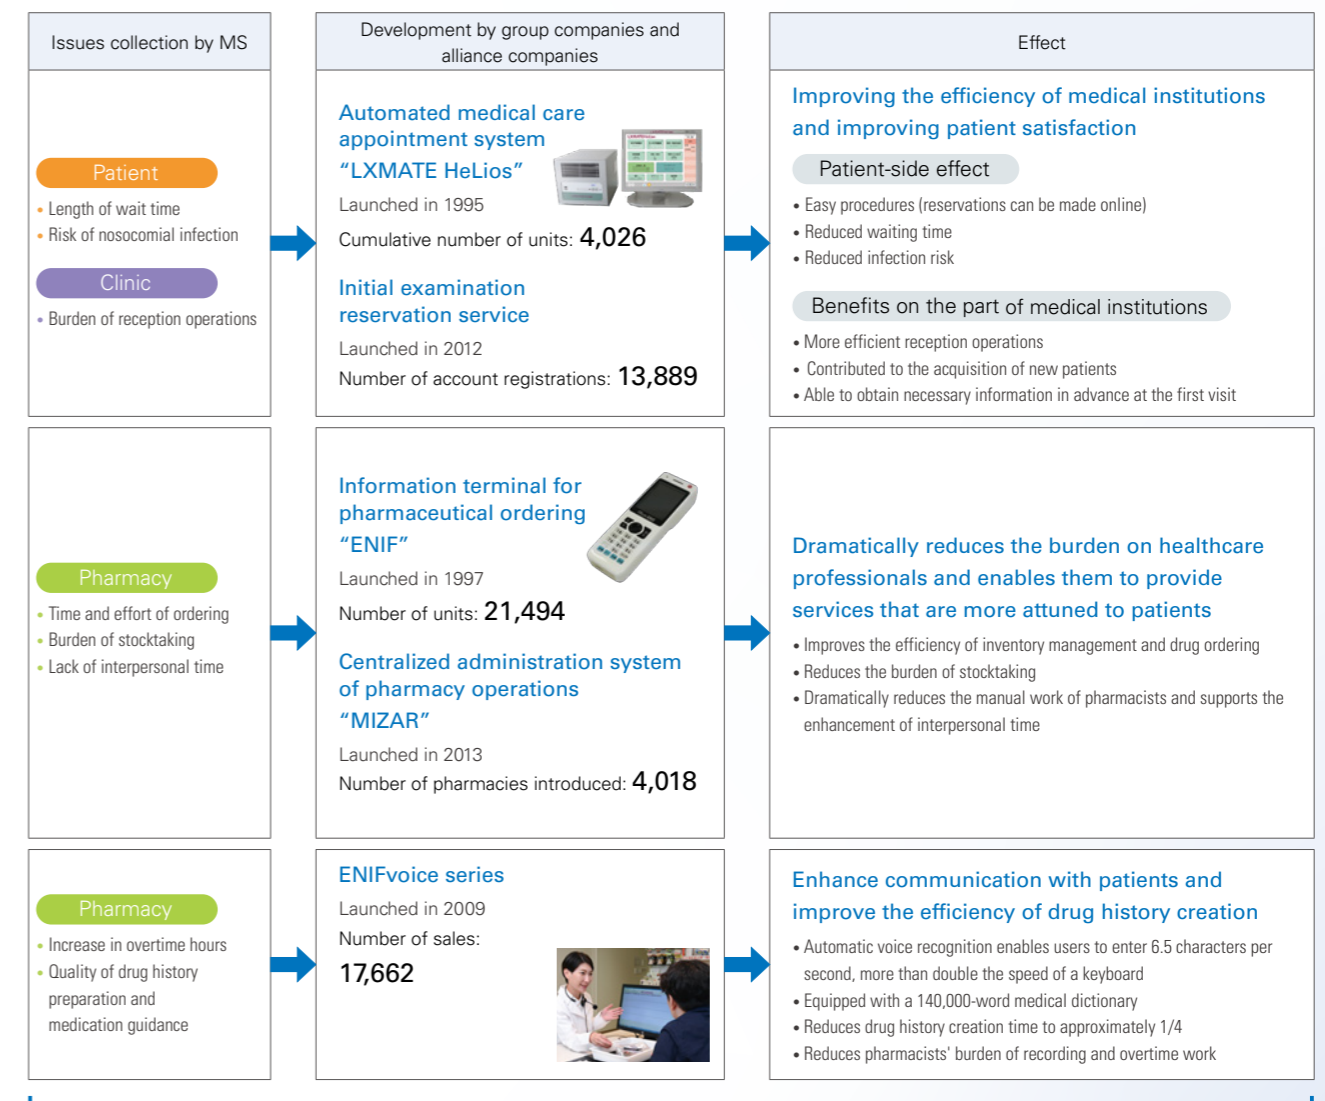 Issues collection by MS
Development by group companies and
alliance companies
Effect
Patient
• Length of wait time
• Risk of nosocomial infection
Clinic
• Burden of reception operations
Automated medical care
appointment system
“LXMATE HeLios”
Launched in 1995
Cumulative number of units: 4,026
Initial examination
reservation service
Launched in 2012
Number of account registrations: 13,889
Improving the efficiency of medical institutions
and improving patient satisfaction
Patient-side effect
• Easy procedures (reservations can be made online)
• Reduced waiting time
• Reduced infection risk
Benefits on the part of medical institutions
• More efficient reception operations
• Contributed to the acquisition of new patients
• Able to obtain necessary information in advance at the first visit
Pharmacy
• Time and effort of ordering
• Burden of stocktaking
• Lack of interpersonal time
Information terminal for
pharmaceutical ordering
“ENIF”
Launched in 1997
Number of units: 21,494
Centralized administration system
of pharmacy operations
“MIZAR”
Launched in 2013
Number of pharmacies introduced: 4,018
Dramatically reduces the burden on healthcare
professionals and enables them to provide
services that are more attuned to patients
• Improves the efficiency of inventory management and drug ordering
• Reduces the burden of stocktaking
• Dramatically reduces the manual work of pharmacists and supports the
enhancement of interpersonal time
Pharmacy
• Increase in overtime hours
• Quality of drug history
preparation and
medication guidance
ENIFvoice series
Launched in 2009
Number of sales:
17,662
Enhance communication with patients and
improve the efficiency of drug history creation
• Automatic voice recognition enables users to enter 6.5 characters per
second, more than double the speed of a keyboard
• Equipped with a 140,000-word medical dictionary
• Reduces drug history creation time to approximately 1/4
• Reduces pharmacists' burden of recording and overtime work